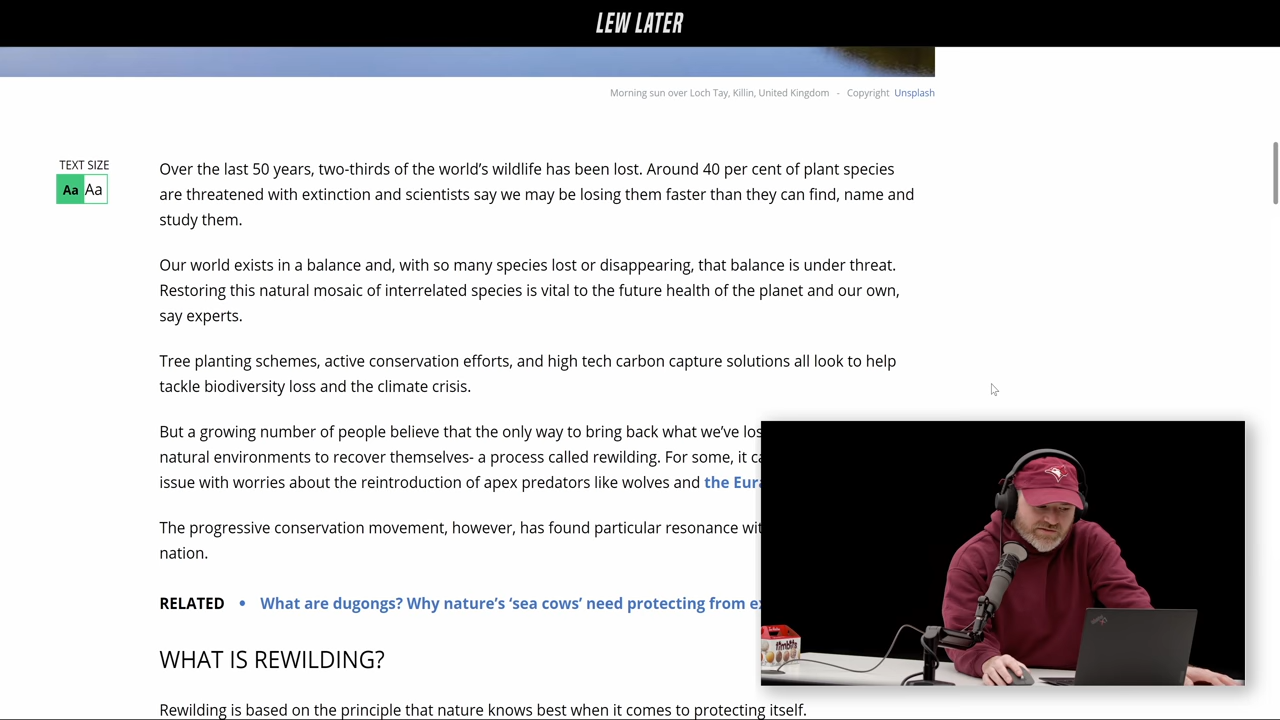 LEW LATER
Morning sun over Loch Tay, Killin, United Kingdom - Copyright Unsplash
TEXT SIZE
Aa Aa
Over the last 50 years, two-thirds of the world's wildlife has been lost. Around 40 per cent of plant species
are threatened with extinction and scientists say we may be losing them faster than they can find, name and
study them.
Our world exists in a balance and, with so many species lost or disappearing, that balance is under threat.
Restoring this natural mosaic of interrelated species is vital to the future health of the planet and our own,
say experts.
Tree planting schemes, active conservation efforts, and high tech carbon capture solutions all look to help
tackle biodiversity loss and the climate crisis.
But a growing number of people believe that the only way to bring back what we've los
natural environments to recover themselves- a process called rewilding. For some, it ca
issue with worries about the reintroduction of apex predators like wolves and the Eura
The progressive conservation movement, however, has found particular resonance wit
nation.
RELATED • What are dugongs? Why nature's 'sea cows' need protecting from ex
WHAT IS REWILDING?
Rewilding is based on the principle that nature knows best when it comes to protecting itself.
timbits